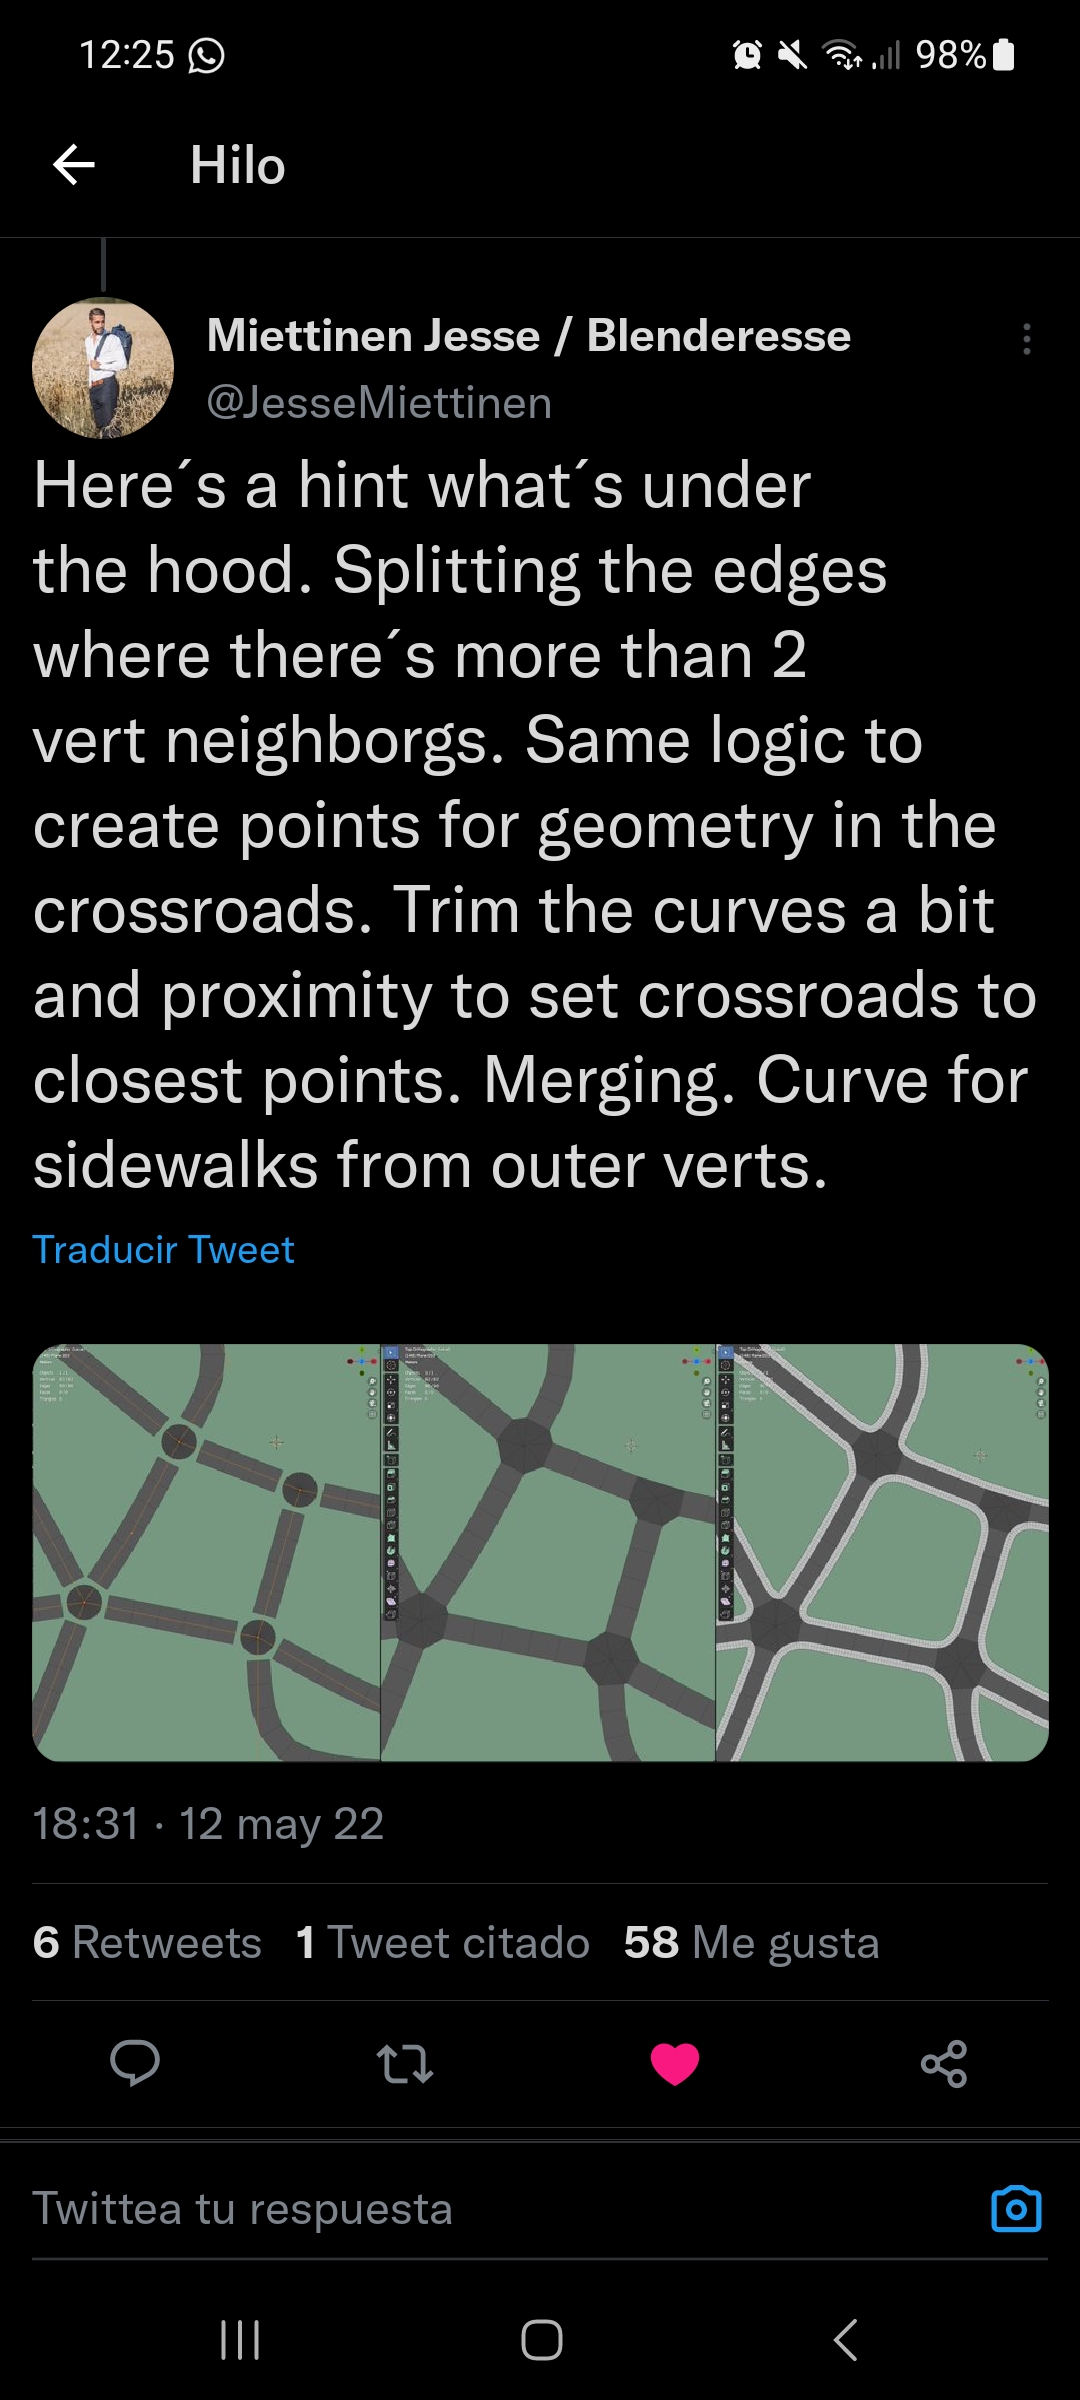 12:25 98%
Hilo
Miettinen Jesse / Blenderesse
@JesseMiettinen
Here´s a hint what´s under
the hood. Splitting the edges
where there´s more than 2
vert neighborgs. Same logic to
create points for geometry in the
crossroads. Trim the curves a bit
and proximity to set crossroads to
closest points. Merging. Curve for
sidewalks from outer verts.
Traducir Tweet
18:31 · 12 may 22
6 Retweets 1 Tweet citado 58 Me gusta
Twittea tu respuesta